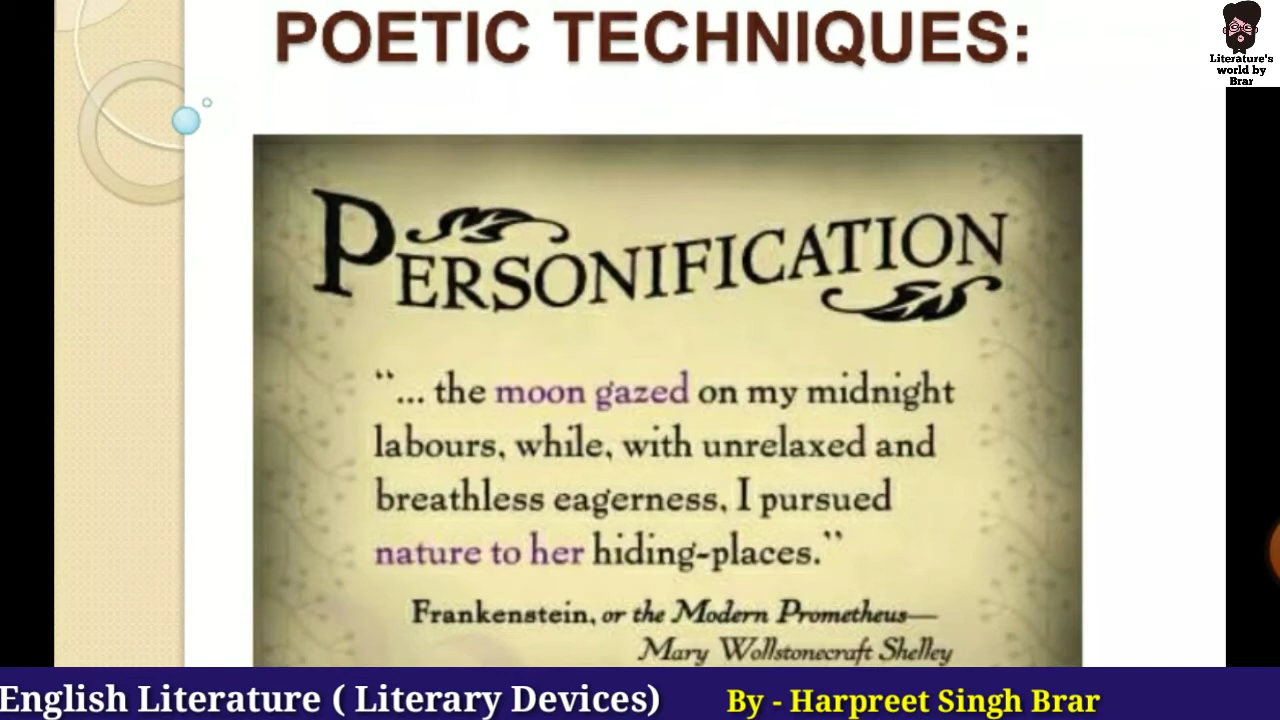 POETIC TECHNIQUES:
Literature's
world by
Brar
PERSONIFICATION
“... the moon gazed on my midnight
labours, while, with unrelaxed and
breathless eagerness, I pursued
nature to her hiding-places.”
Frankenstein, or the Modern Prometheus—
Mary Wollstonecraft Shelley
English Literature ( Literary Devices) By - Harpreet Singh Brar